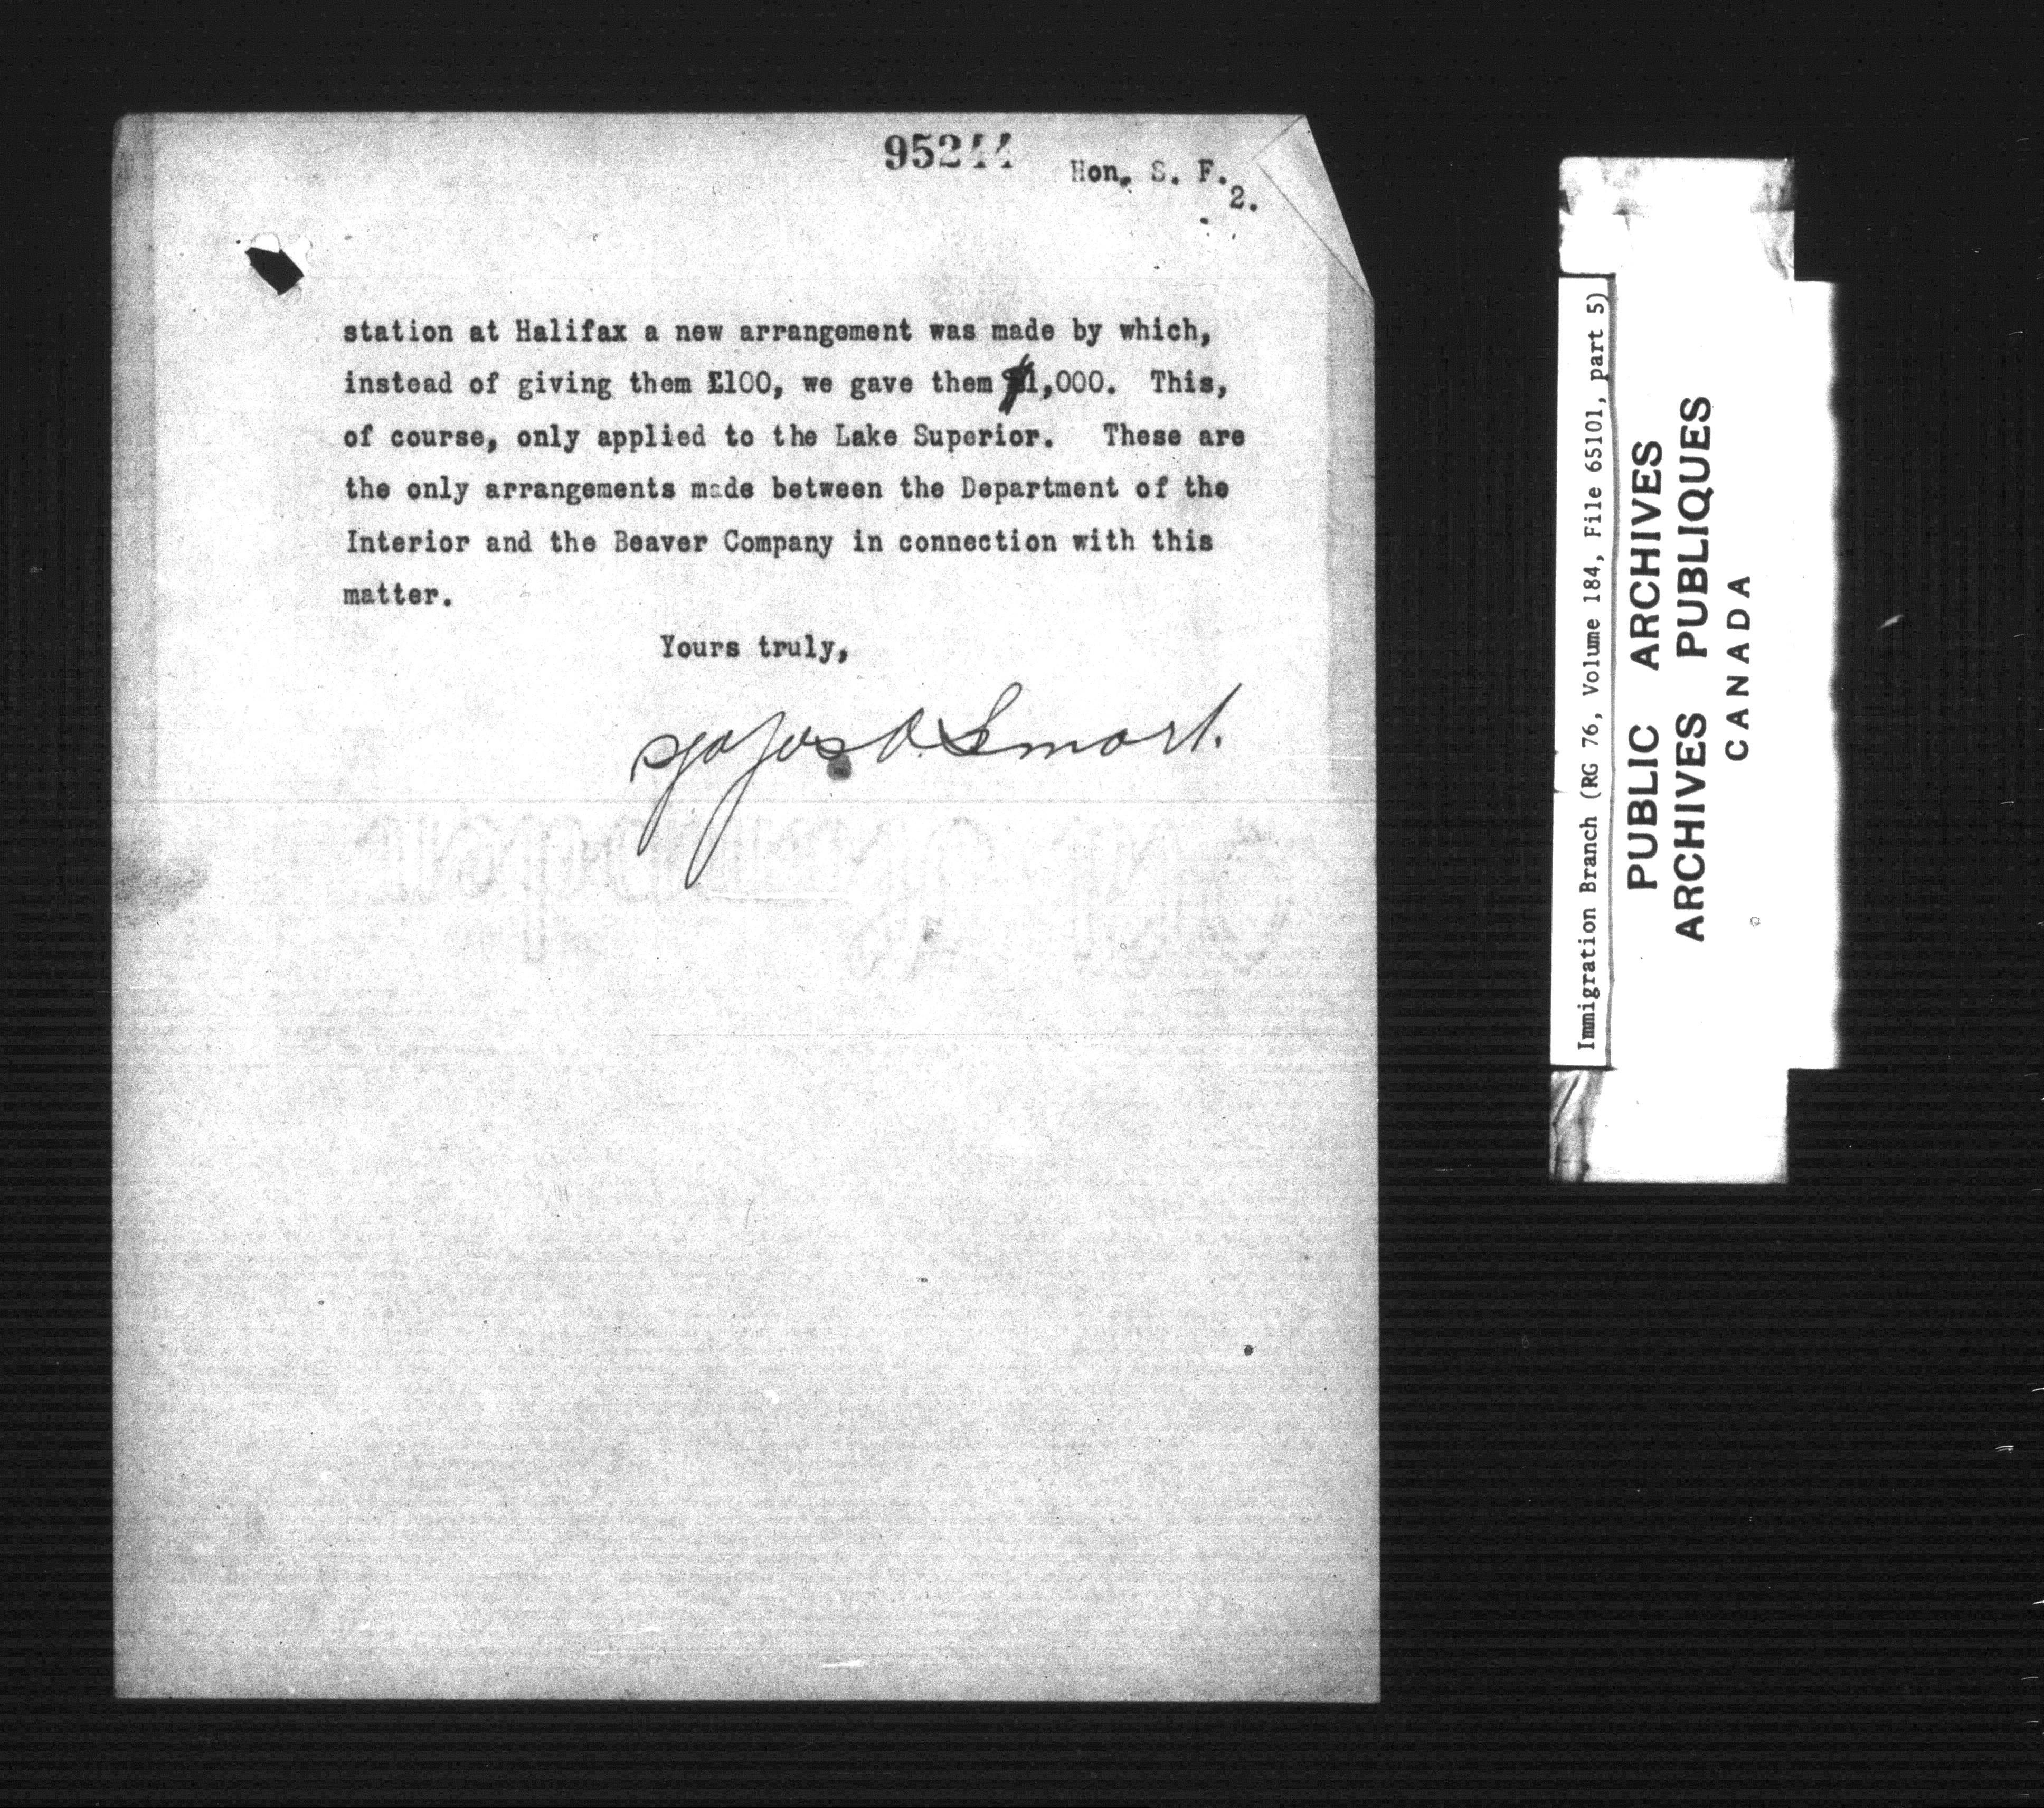 95244
Hon. S. F.
2.
station at Halifax a new arrangement was made by which,
instead of giving them £100, we gave them $1,000. This,
of course, only applied to the Lake Superior. These are
the only arrangements made between the Department of the
Interior and the Beaver Company in connection with this
matter.
Yours truly,
Jas A. Smart.
Immigration Branch (RG 76, Volume 184, File 65101, part 5)
PUBLIC ARCHIVES
ARCHIVES PUBLIQUES
CANADA